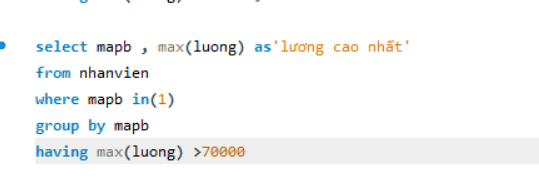 select mapb , max(luong) as'lương cao nhất'
from nhanvien
where mapb in(1)
group by mapb
having max(luong) >70000